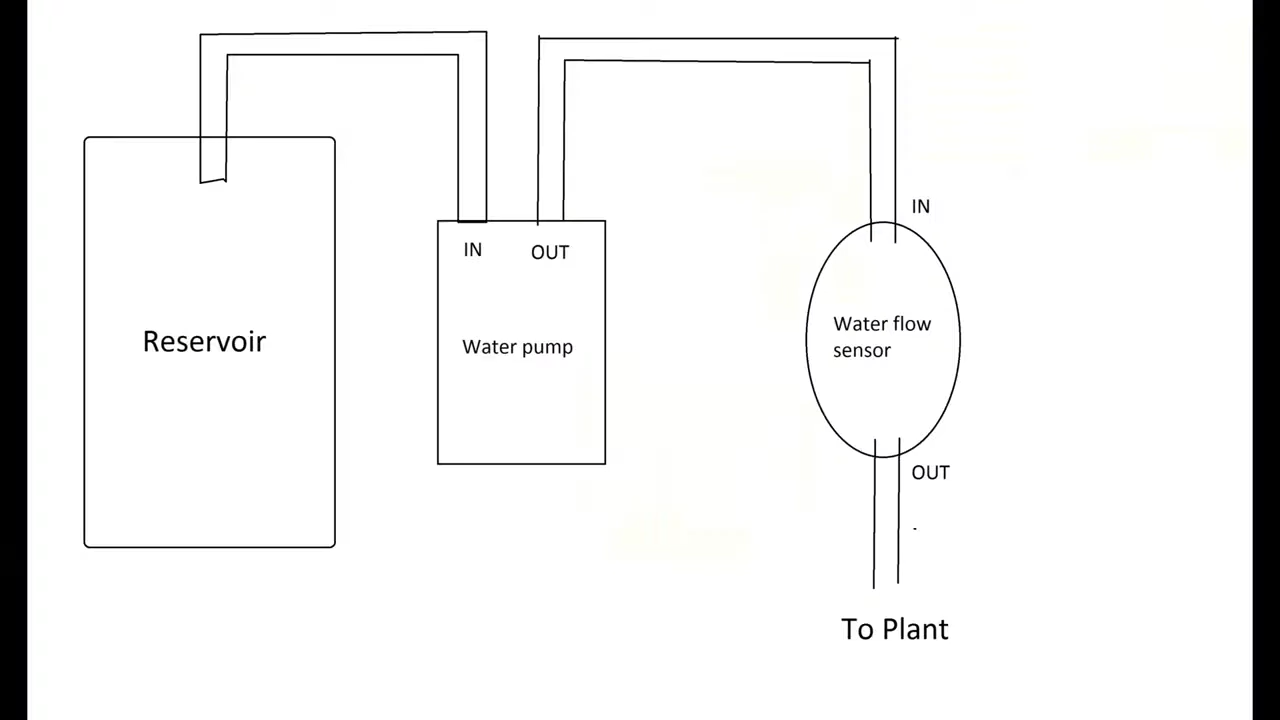 IN
IN
OUT
Water flow
sensor
Reservoir
Water pump
OUT
To Plant